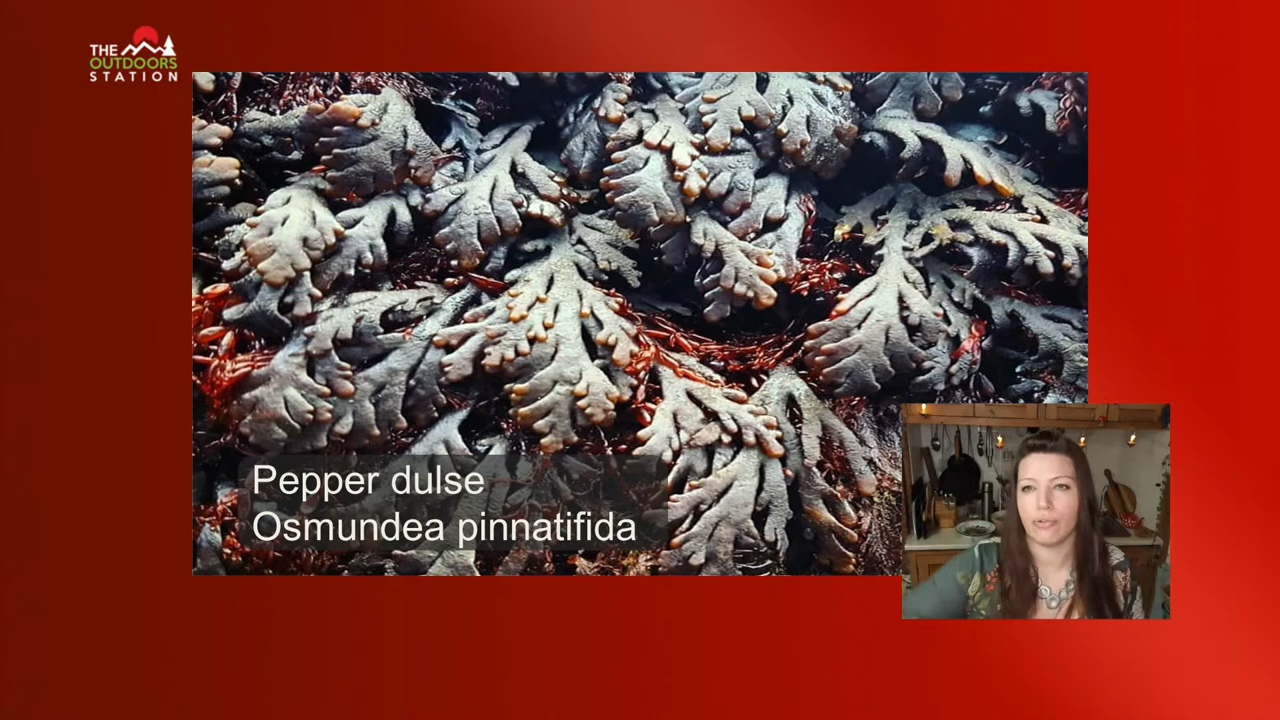 THE
OUTDOORS
STATION
Pepper dulse
Osmundea pinnatifida